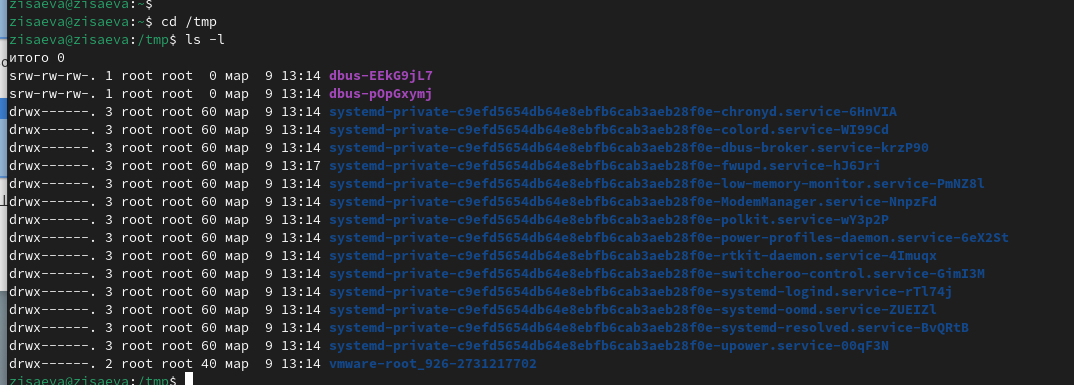 zisaeva@zisaeva:~$
zisaeva@zisaeva:~$ cd /tmp
zisaeva@zisaeva:/tmp$ ls -l
итого 0
srw-rw-rw-. 1 root root  0 мар  9 13:14 dbus-EEkG9jL7
srw-rw-rw-. 1 root root  0 мар  9 13:14 dbus-pOpGxymj
drwx------. 3 root root 60 мар  9 13:14 systemd-private-c9efd5654db64e8ebfb6cab3aeb28f0e-chronyd.service-6HnVIA
drwx------. 3 root root 60 мар  9 13:14 systemd-private-c9efd5654db64e8ebfb6cab3aeb28f0e-colord.service-WI99Cd
drwx------. 3 root root 60 мар  9 13:14 systemd-private-c9efd5654db64e8ebfb6cab3aeb28f0e-dbus-broker.service-krzP90
drwx------. 3 root root 60 мар  9 13:17 systemd-private-c9efd5654db64e8ebfb6cab3aeb28f0e-fwupd.service-hJ6Jri
drwx------. 3 root root 60 мар  9 13:14 systemd-private-c9efd5654db64e8ebfb6cab3aeb28f0e-low-memory-monitor.service-PmNZ8l
drwx------. 3 root root 60 мар  9 13:14 systemd-private-c9efd5654db64e8ebfb6cab3aeb28f0e-ModemManager.service-NnpzFd
drwx------. 3 root root 60 мар  9 13:14 systemd-private-c9efd5654db64e8ebfb6cab3aeb28f0e-polkit.service-wY3p2P
drwx------. 3 root root 60 мар  9 13:14 systemd-private-c9efd5654db64e8ebfb6cab3aeb28f0e-power-profiles-daemon.service-6eX2St
drwx------. 3 root root 60 мар  9 13:14 systemd-private-c9efd5654db64e8ebfb6cab3aeb28f0e-rtkit-daemon.service-4Imuqx
drwx------. 3 root root 60 мар  9 13:14 systemd-private-c9efd5654db64e8ebfb6cab3aeb28f0e-switcheroo-control.service-GimI3M
drwx------. 3 root root 60 мар  9 13:14 systemd-private-c9efd5654db64e8ebfb6cab3aeb28f0e-systemd-logind.service-rTl74j
drwx------. 3 root root 60 мар  9 13:14 systemd-private-c9efd5654db64e8ebfb6cab3aeb28f0e-systemd-oomd.service-ZUEIZl
drwx------. 3 root root 60 мар  9 13:14 systemd-private-c9efd5654db64e8ebfb6cab3aeb28f0e-systemd-resolved.service-BvQRtB
drwx------. 3 root root 60 мар  9 13:14 systemd-private-c9efd5654db64e8ebfb6cab3aeb28f0e-upower.service-00qF3N
drwx------. 2 root root 40 мар  9 13:14 vmware-root_926-2731217702
zisaeva@zisaeva:/tmp$